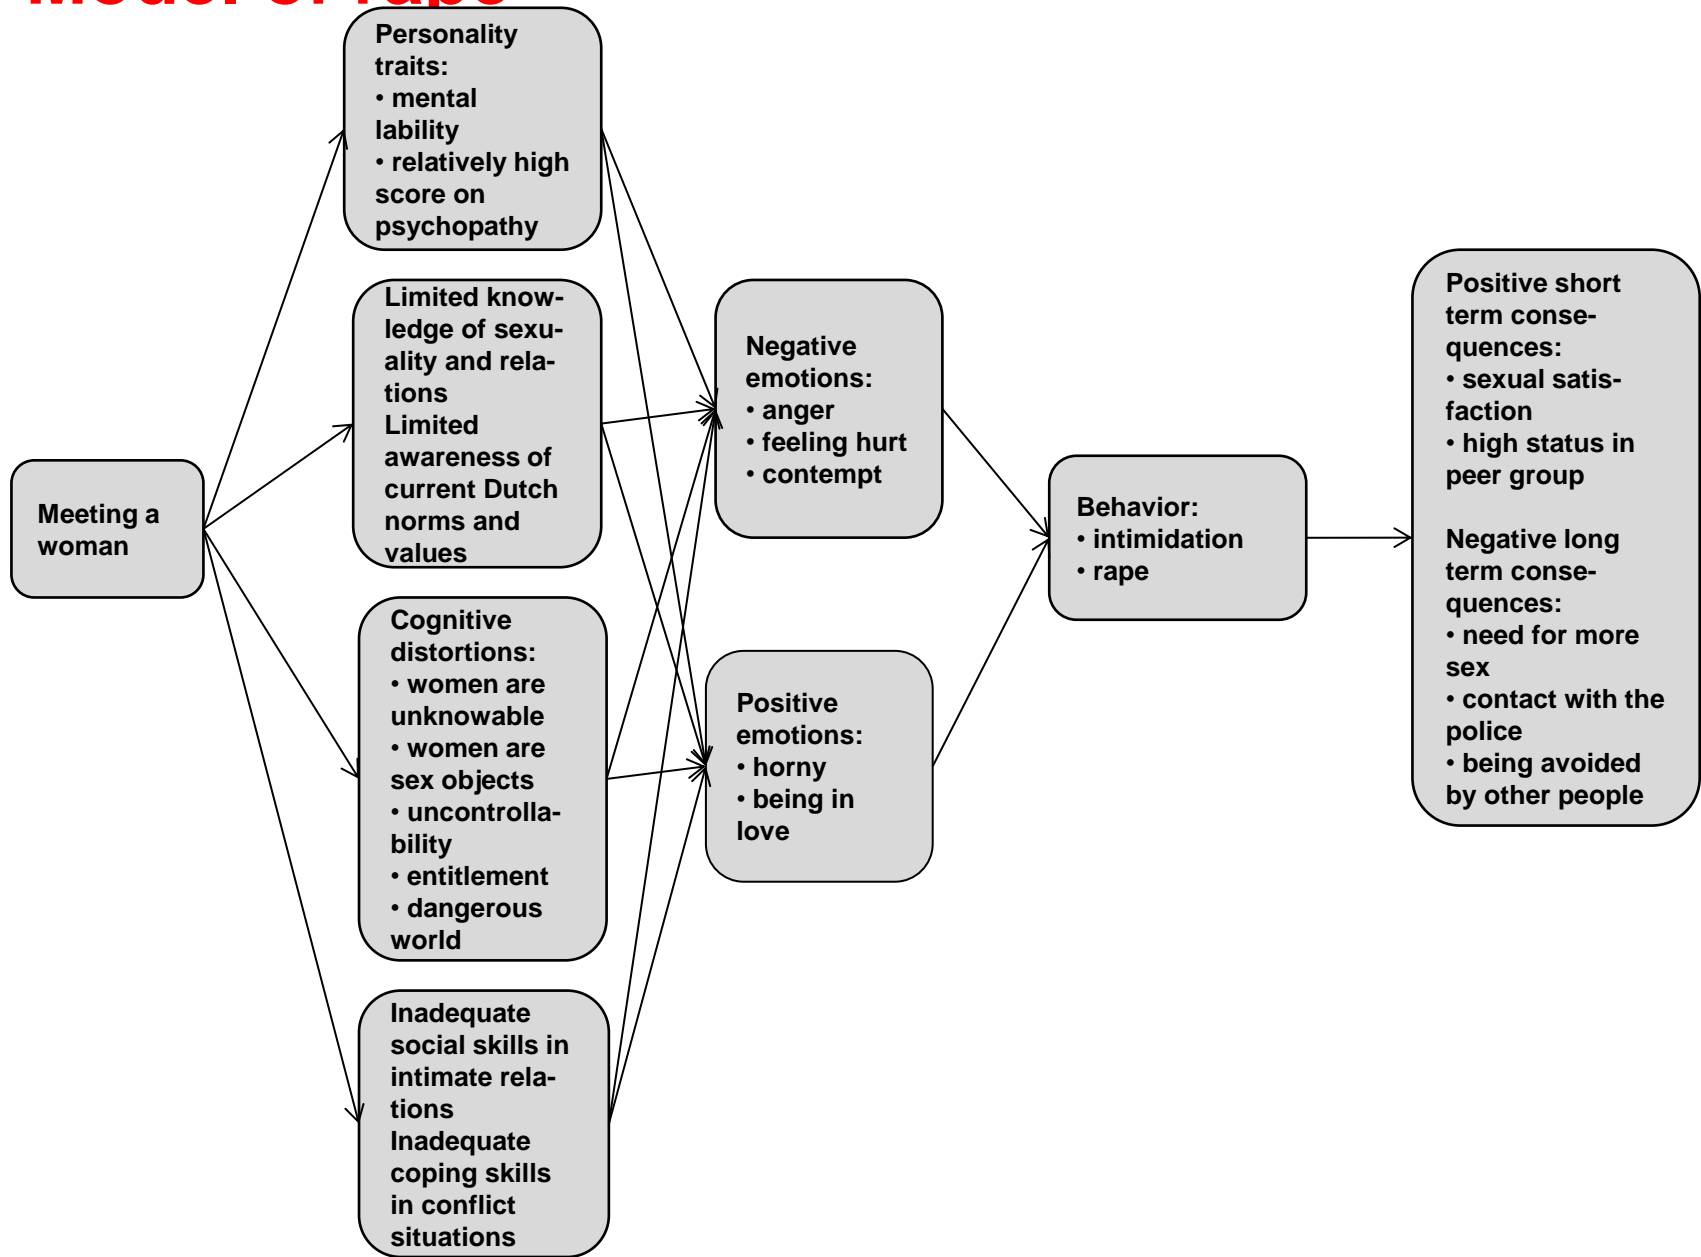 Model of rape
Personality
traits:
• mental
lability
• relatively high
score on
psychopathy
Limited know-
ledge of sexu-
ality and rela-
tions
Limited
awareness of
current Dutch
norms and
values
Negative
emotions:
• anger
• feeling hurt
• contempt
Meeting a
woman
Cognitive
distortions:
• women are
unknowable
• women are
sex objects
• uncontrolla-
bility
• entitlement
• dangerous
world
Positive
emotions:
• horny
• being in
love
Behavior:
• intimidation
• rape
Positive short
term conse-
quences:
• sexual satis-
faction
• high status in
peer group
Negative long
term conse-
quences:
• need for more
sex
• contact with the
police
• being avoided
by other people
Inadequate
social skills in
intimate rela-
tions
Inadequate
coping skills
in conflict
situations